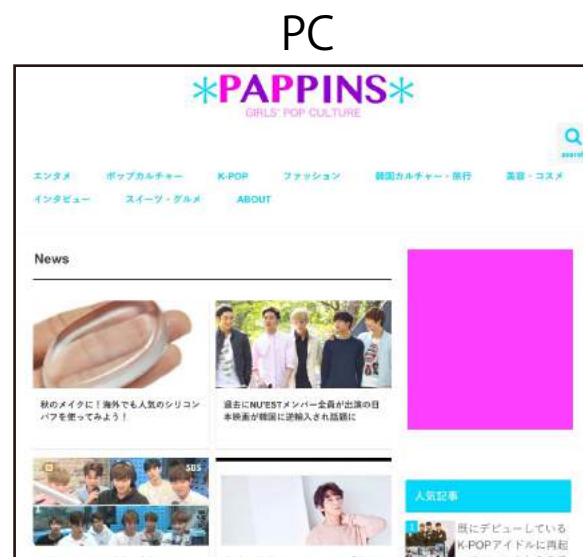 PC
PAPPINS
GIRLS' POP CULTURE
search
エンタメ ポップカルチャー K-POP ファッション 韓国カルチャー・旅行 美容・コスメ
インタビュー スイーツ・グルメ ABOUT
News
秋のメイクに！海外でも人気のシリコン
パフを使ってみよう！
過去にNU'ESTメンバー全員が出演の日
本映画が韓国に逆輸入され話題に
SBS
人気記事
1
既にデビューしている
K-POPアイドルに再起